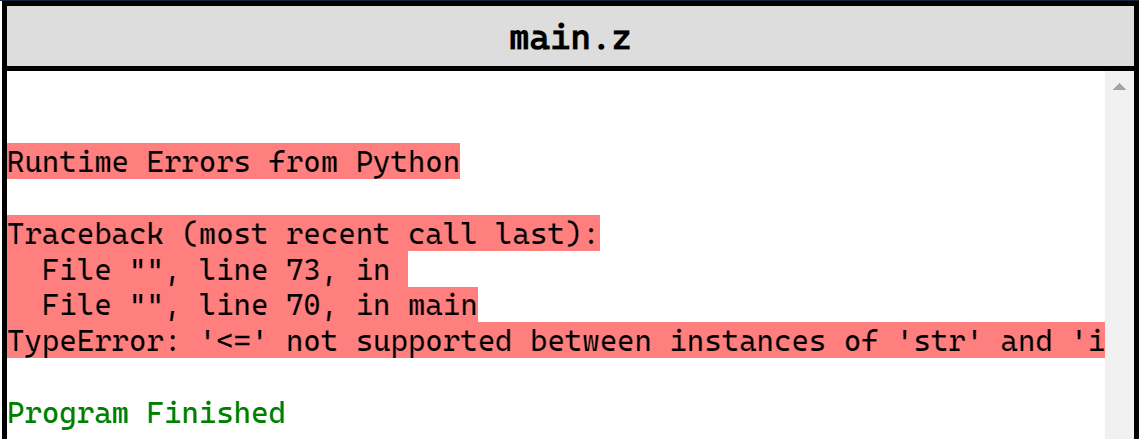 main.z
Runtime Errors from Python
Traceback (most recent call last):
  File "", line 73, in
  File "", line 70, in main
TypeError: '<=' not supported between instances of 'str' and 'i
Program Finished